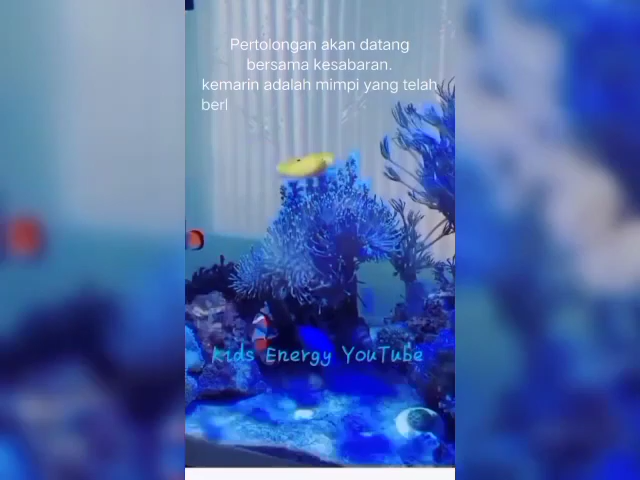 Pertolongan akan datang
bersama kesabaran.
kemarin adalah mimpi yang telah
berl
Kids Energy YouTube